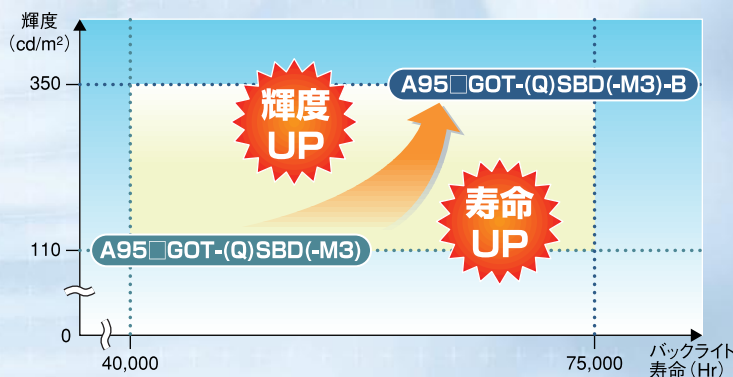 輝度
(cd/m²)
350
A95□GOT-(Q)SBD(-M3)-B
輝度
UP
寿命
UP
110
A95□GOT-(Q)SBD(-M3)
0
40,000
75,000
バックライト
寿命(Hr)